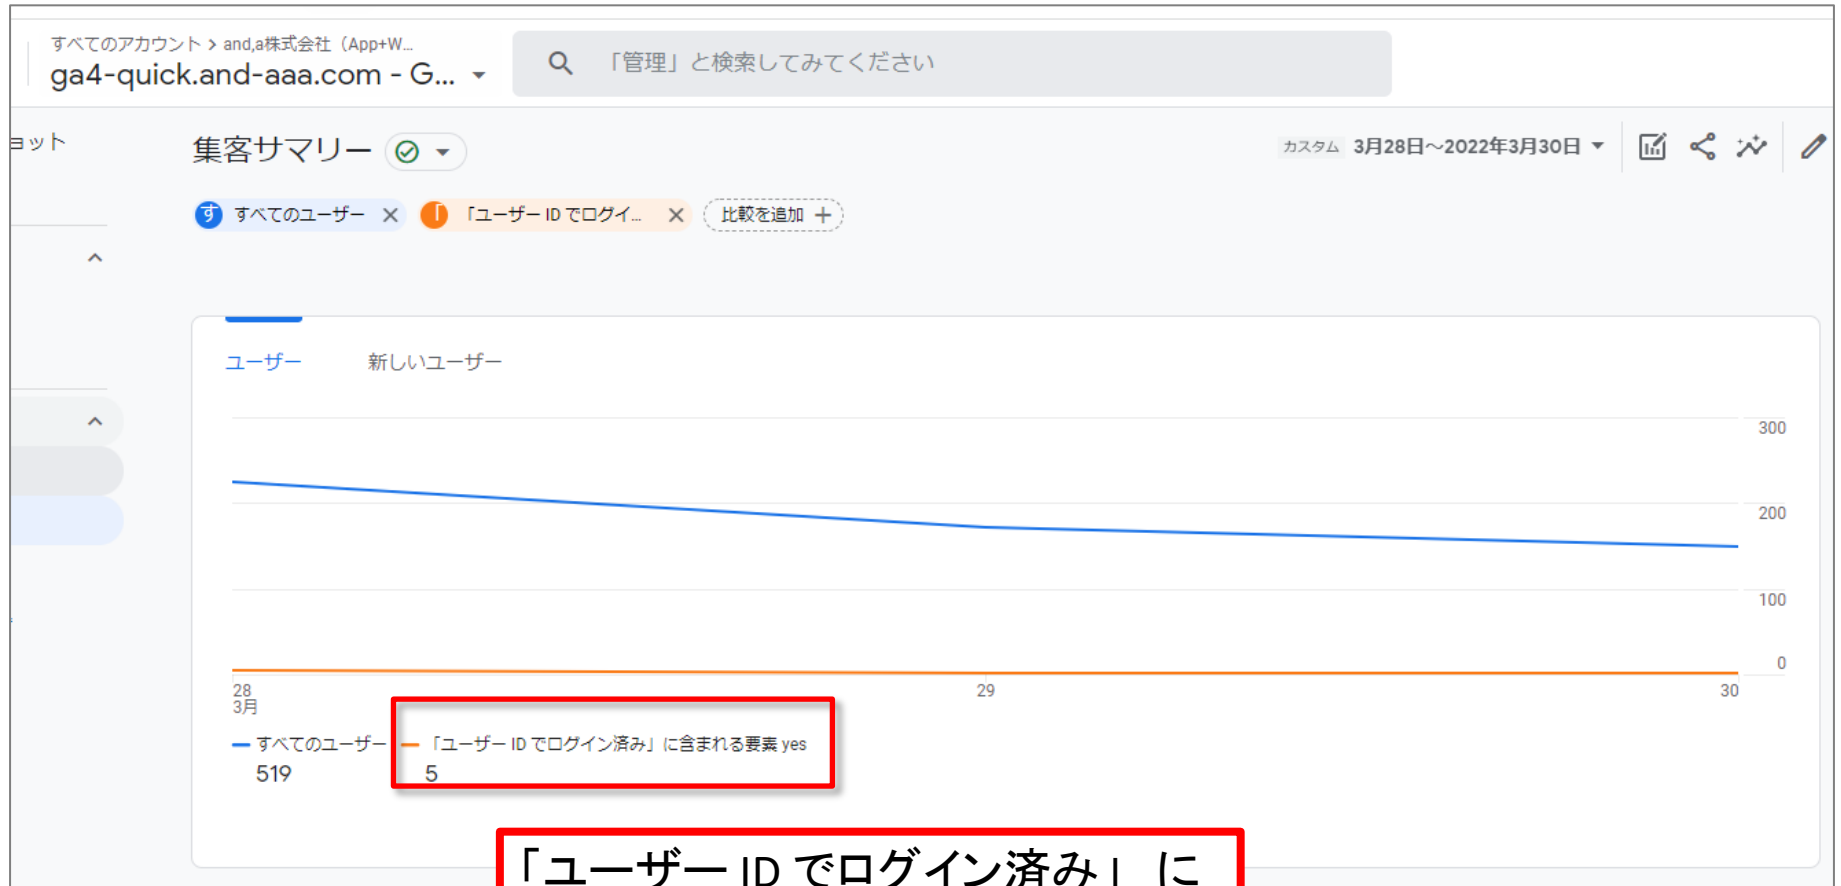 すべてのアカウント > and,a株式会社（App+W...
ga4-quick.and-aaa.com - G...
「管理」と検索してみてください
ョット
集客サマリー
カスタム 3月28日～2022年3月30日
す すべてのユーザー
「 「ユーザー ID でログイ...
比較を追加 +
ユーザー 新しいユーザー
300
200
100
0
28 29 30
3月
すべてのユーザー 「ユーザー ID でログイン済み」に含まれる要素 yes
519 5
「ユーザー ID でログイン済み」に